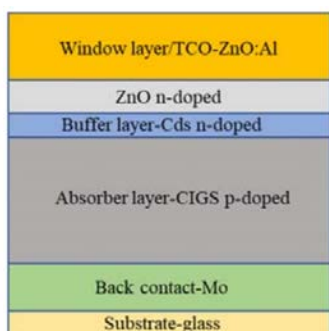 Window layer/TCO-ZnO:Al
ZnO n-doped
Buffer layer-Cds n-doped
Absorber layer-CIGS p-doped
Back contact-Mo
Substrate-glass